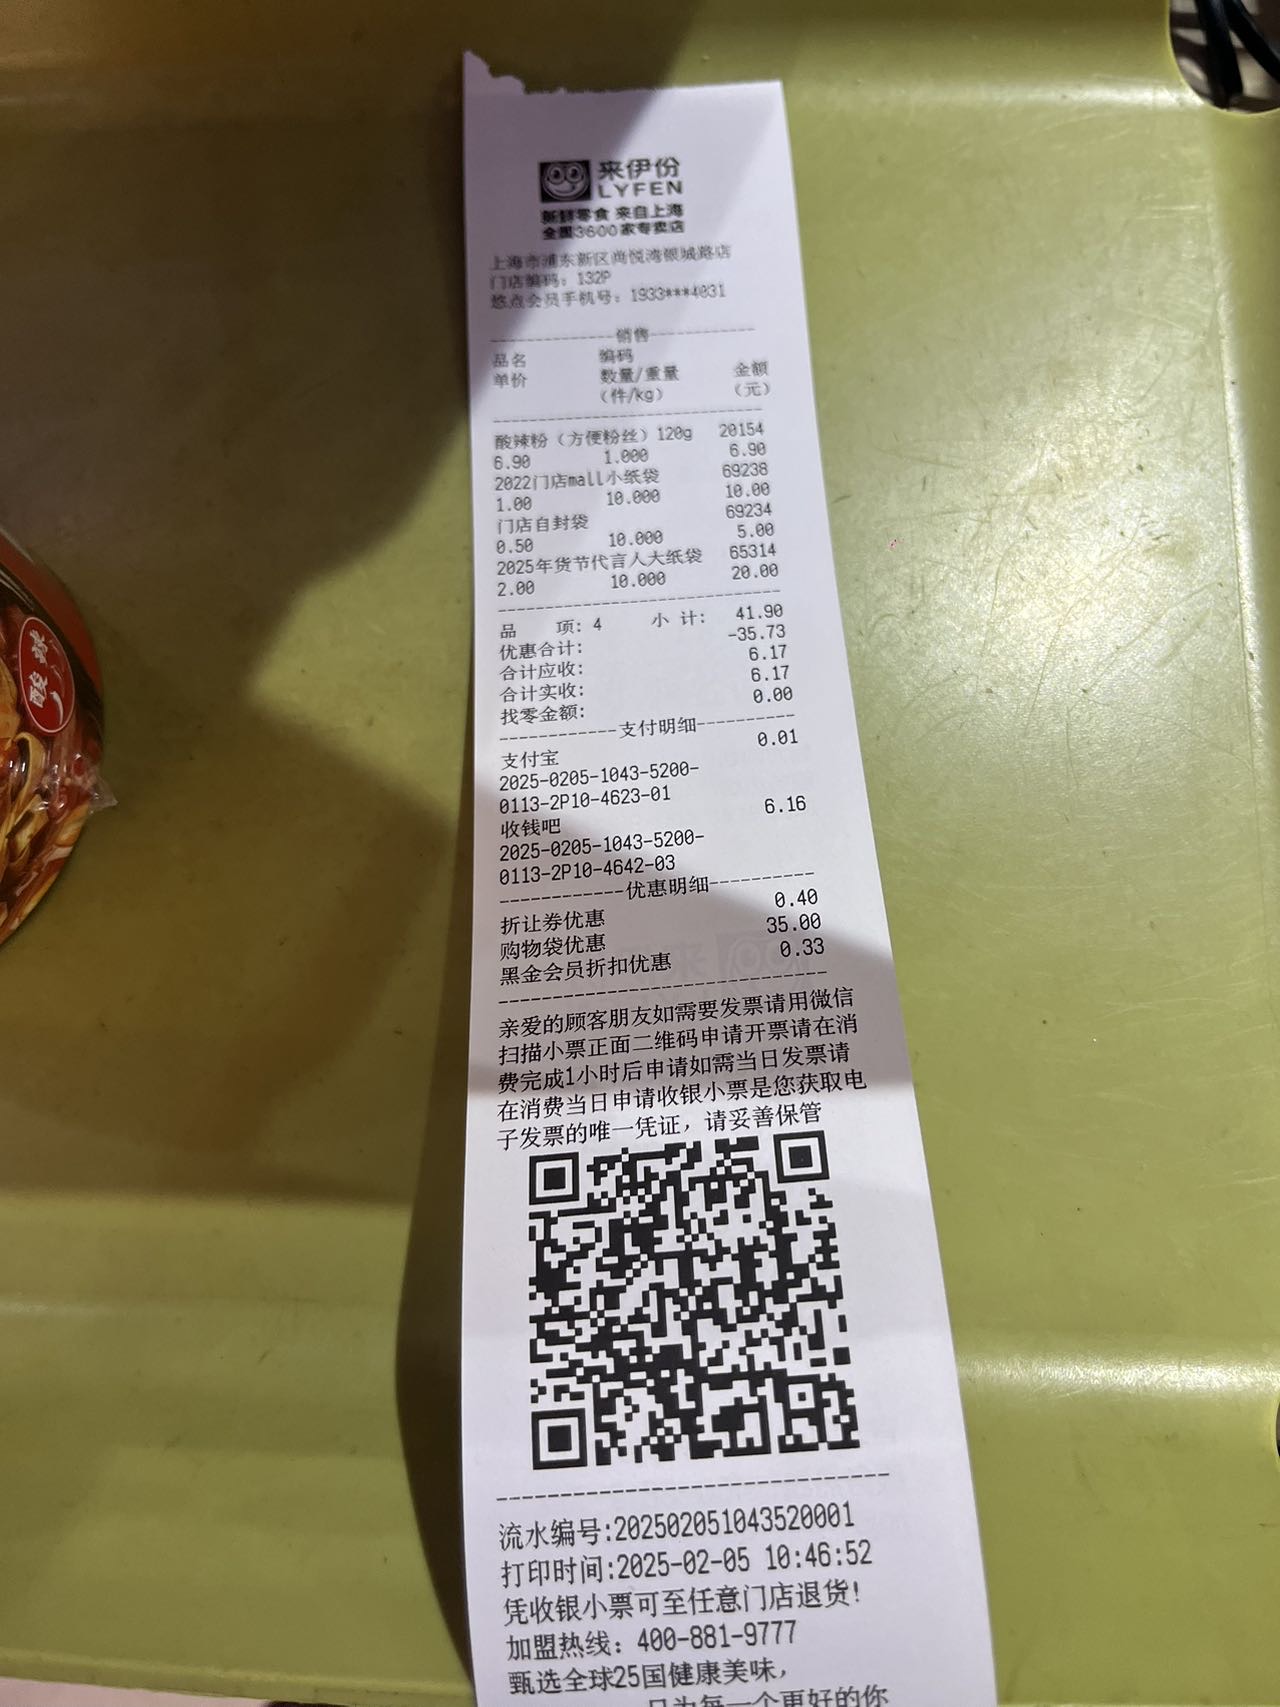 来伊份
LYFEN
新鲜零食 来自上海
全国3600家专卖店
上海市浦东新区尚悦湾银城路店
门店编码：132P
悠点会员手机号：1933***4031
------------销售------------
品名 编码
单价 数量/重量 金额
（件/kg） （元）
酸辣粉（方便粉丝）120g 20154
6.90 1.000 6.90
2022门店mall小纸袋 69238
1.00 10.000 10.00
门店自封袋 69234
0.50 10.000 5.00
2025年货节代言人大纸袋 65314
2.00 10.000 20.00
品 项: 4 小 计: 41.90
优惠合计: -35.73
合计应收: 6.17
合计实收: 6.17
找零金额: 0.00
------------支付明细----------
支付宝 0.01
2025-0205-1043-5200-
0113-2P10-4623-01
收钱吧 6.16
2025-0205-1043-5200-
0113-2P10-4642-03
------------优惠明细----------
折让券优惠 0.40
购物袋优惠 35.00
黑金会员折扣优惠 0.33
亲爱的顾客朋友如需要发票请用微信
扫描小票正面二维码申请开票请在消
费完成1小时后申请如需当日发票请
在消费当日申请收银小票是您获取电
子发票的唯一凭证，请妥善保管
流水编号:202502051043520001
打印时间:2025-02-05 10:46:52
凭收银小票可至任意门店退货!
加盟热线：400-881-9777
甄选全球25国健康美味，
只为每一个更好的你
酸辣